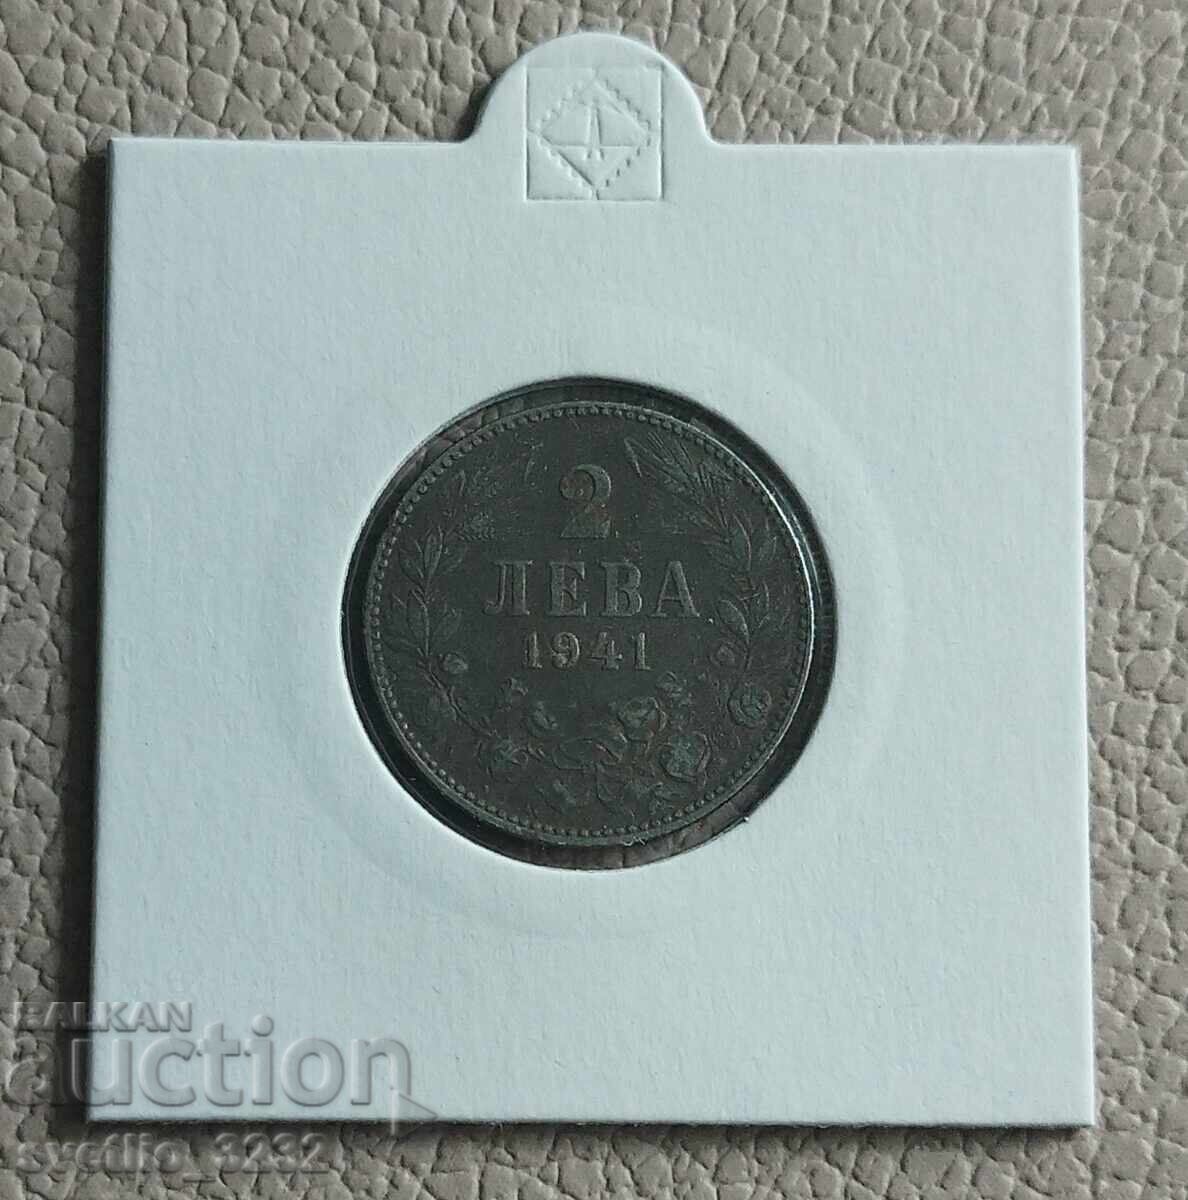 2
ЛЕВА
1941
BALKAN
auction
svetlio_3232